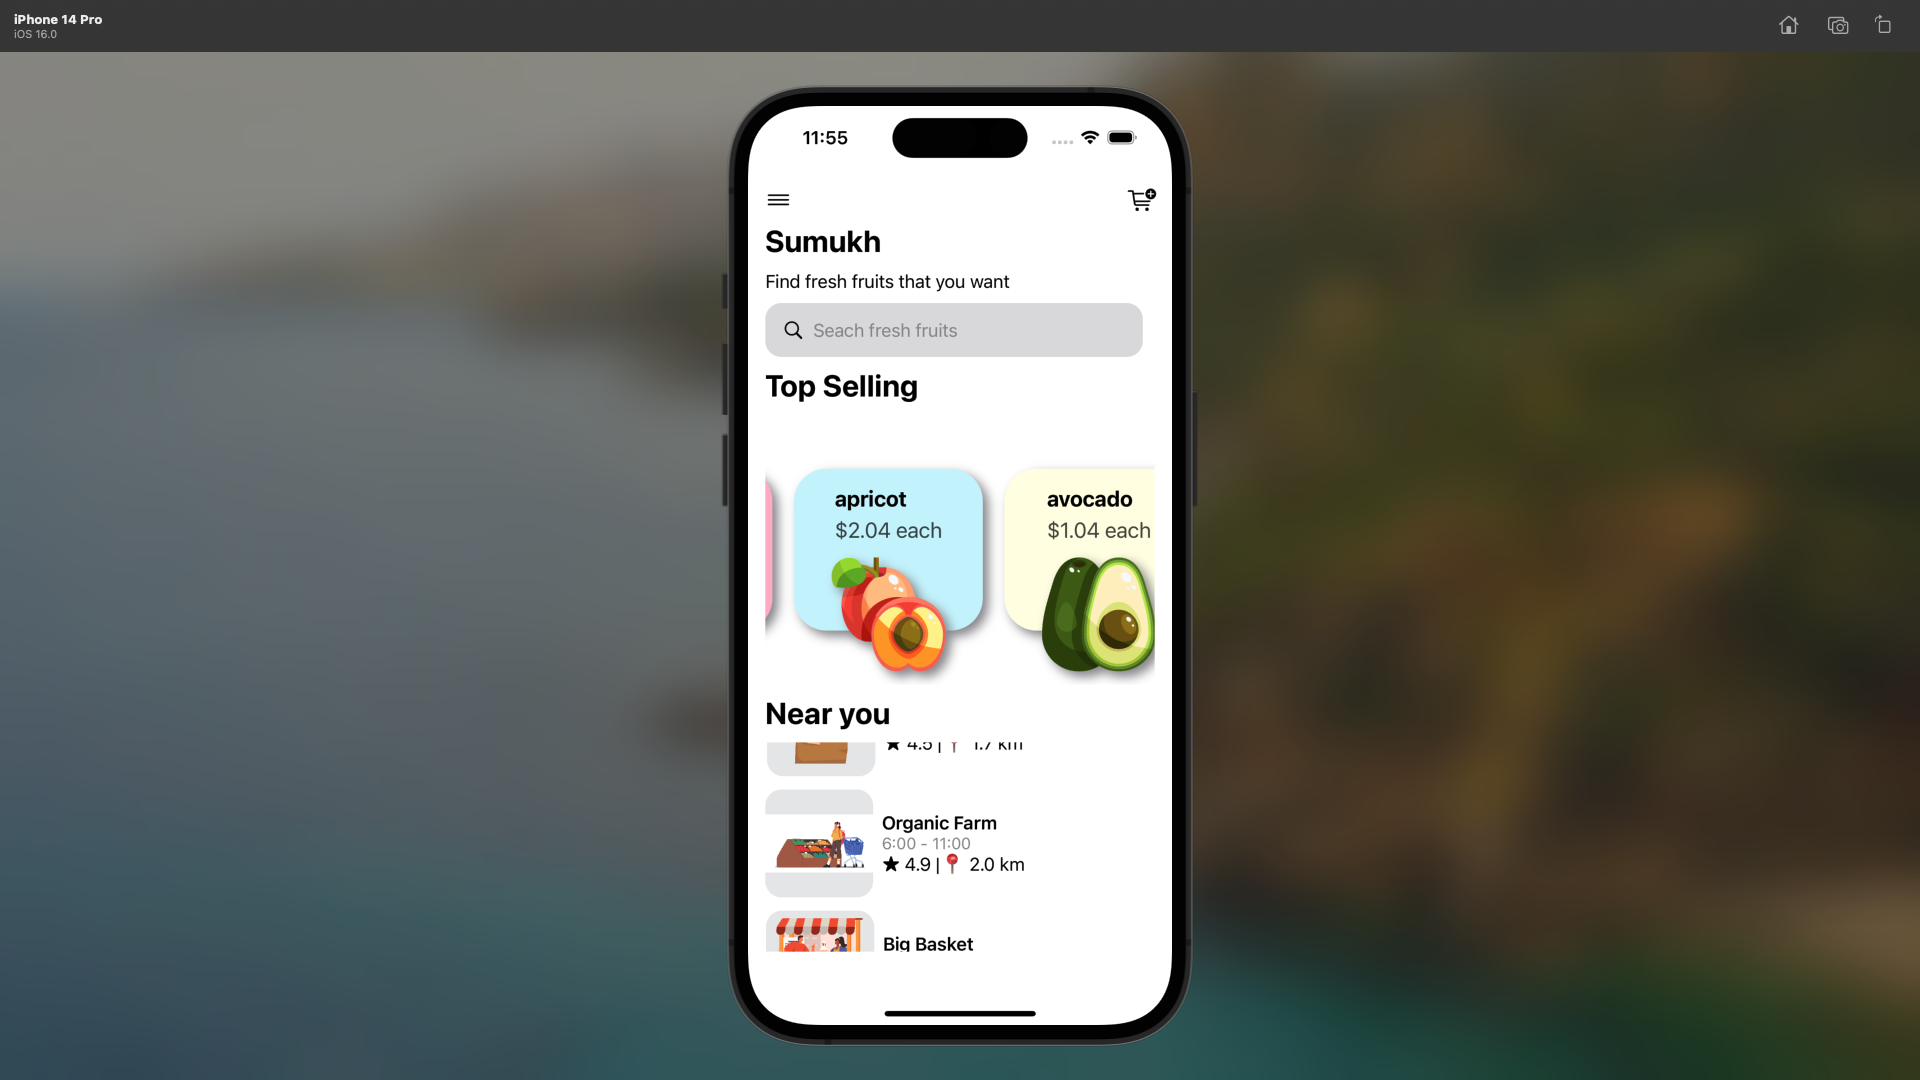 iPhone 14 Pro
iOS 16.0
11:55
Sumukh
Find fresh fruits that you want
Seach fresh fruits
Top Selling
apricot
$2.04 each
avocado
$1.04 each
Near you
★ 4.5 | 📍 1.7 km
Organic Farm
6:00 - 11:00
★ 4.9 | 📍 2.0 km
Big Basket